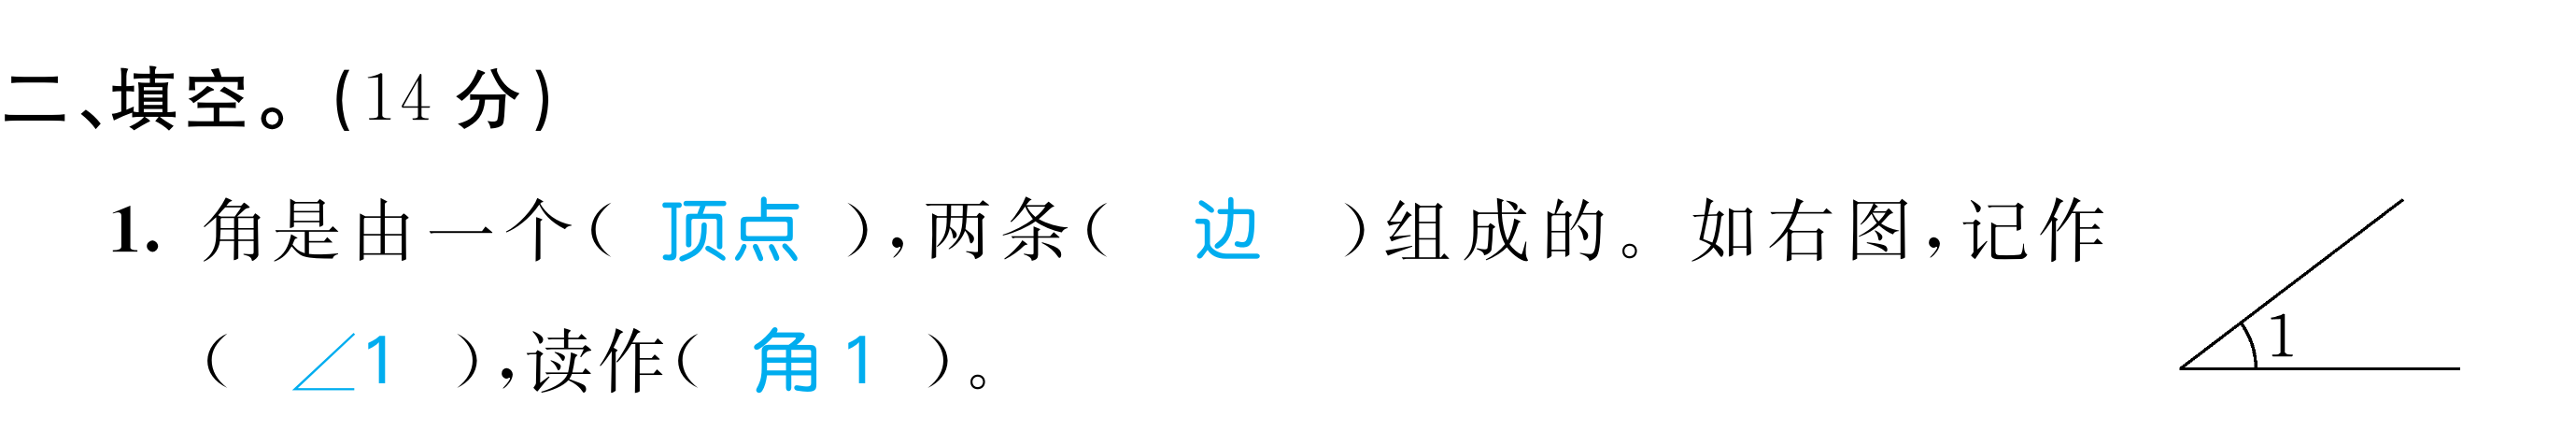 二、填空。(14 分)
1. 角是由一个( 顶点 ),两条( 边 )组成的。如右图,记作
( ∠1 ),读作( 角 1 )。
1